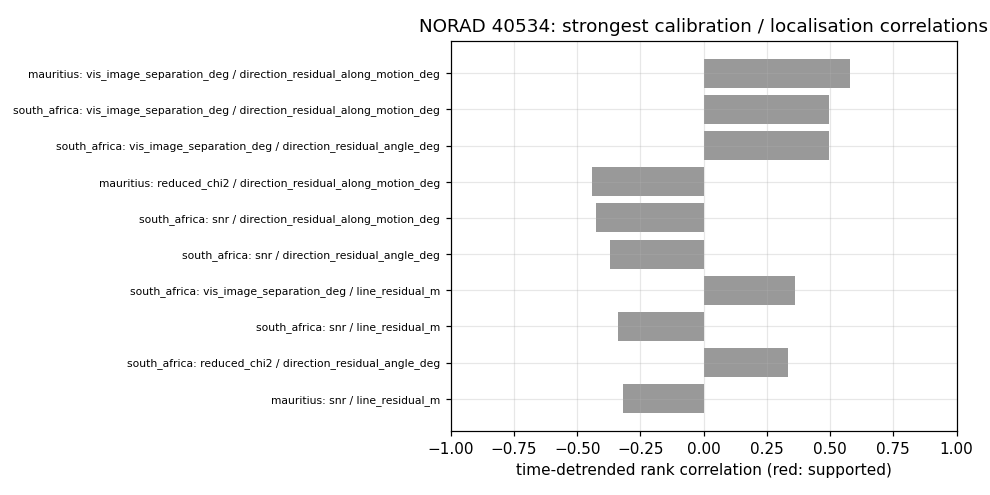 NORAD 40534: strongest calibration / localisation correlations
mauritius: vis_image_separation_deg / direction_residual_along_motion_deg
south_africa: vis_image_separation_deg / direction_residual_along_motion_deg
south_africa: vis_image_separation_deg / direction_residual_angle_deg
mauritius: reduced_chi2 / direction_residual_along_motion_deg
south_africa: snr / direction_residual_along_motion_deg
south_africa: snr / direction_residual_angle_deg
south_africa: vis_image_separation_deg / line_residual_m
south_africa: snr / line_residual_m
south_africa: reduced_chi2 / direction_residual_angle_deg
mauritius: snr / line_residual_m
−1.00 −0.75 −0.50 −0.25 0.00 0.25 0.50 0.75 1.00
time-detrended rank correlation (red: supported)